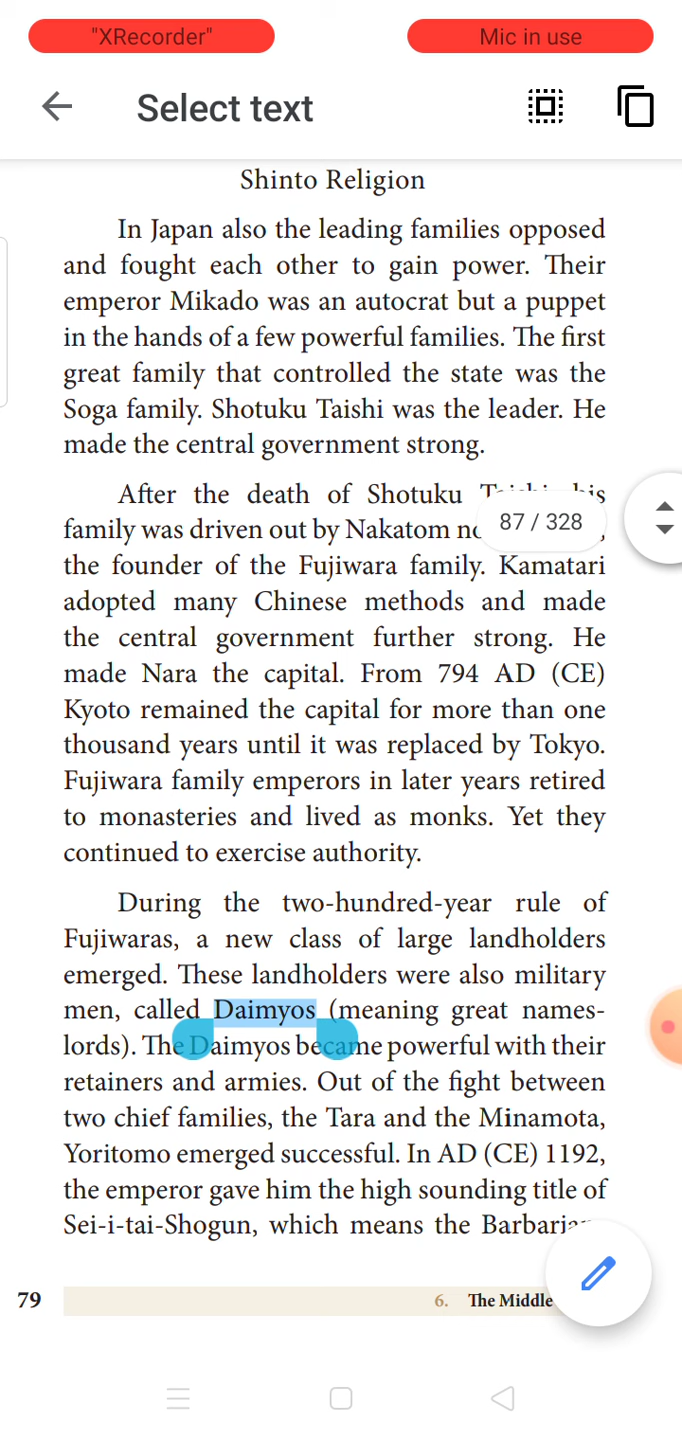 "XRecorder"
Mic in use
Select text
Shinto Religion
In Japan also the leading families opposed
and fought each other to gain power. Their
emperor Mikado was an autocrat but a puppet
in the hands of a few powerful families. The first
great family that controlled the state was the
Soga family. Shotuku Taishi was the leader. He
made the central government strong.
After the death of Shotuku
family was driven out by Nakatom
87 / 328
the founder of the Fujiwara family. Kamatari
adopted many Chinese methods and made
the central government further strong. He
made Nara the capital. From 794 AD (CE)
Kyoto remained the capital for more than one
thousand years until it was replaced by Tokyo.
Fujiwara family emperors in later years retired
to monasteries and lived as monks. Yet they
continued to exercise authority.
During the two-hundred-year rule of
Fujiwaras, a new class of large landholders
emerged. These landholders were also military
men, called Daimyos (meaning great names-
lords). The Daimyos became powerful with their
retainers and armies. Out of the fight between
two chief families, the Tara and the Minamota,
Yoritomo emerged successful. In AD (CE) 1192,
the emperor gave him the high sounding title of
Sei-i-tai-Shogun, which means the
79
6. The Middle